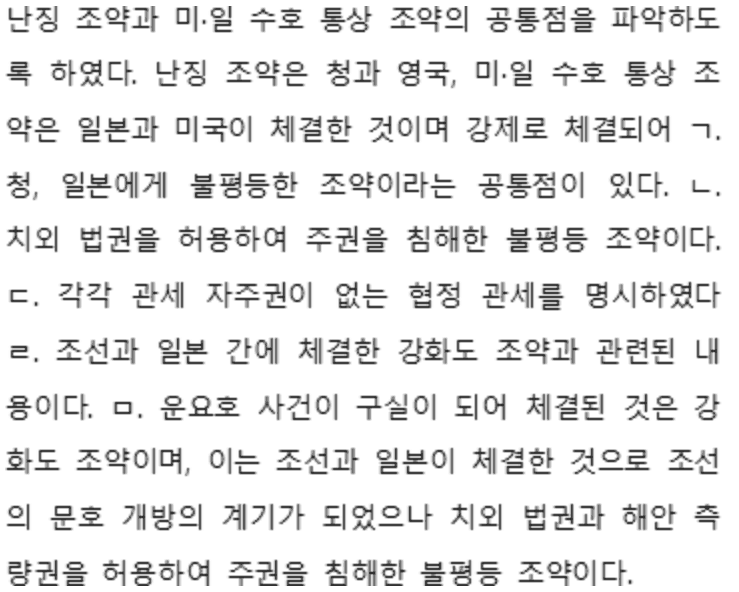 난징 조약과 미·일 수호 통상 조약의 공통점을 파악하도
록 하였다. 난징 조약은 청과 영국, 미·일 수호 통상 조
약은 일본과 미국이 체결한 것이며 강제로 체결되어 ㄱ.
청, 일본에게 불평등한 조약이라는 공통점이 있다. ㄴ.
치외 법권을 허용하여 주권을 침해한 불평등 조약이다.
ㄷ. 각각 관세 자주권이 없는 협정 관세를 명시하였다
ㄹ. 조선과 일본 간에 체결한 강화도 조약과 관련된 내
용이다. ㅁ. 운요호 사건이 구실이 되어 체결된 것은 강
화도 조약이며, 이는 조선과 일본이 체결한 것으로 조선
의 문호 개방의 계기가 되었으나 치외 법권과 해안 측
량권을 허용하여 주권을 침해한 불평등 조약이다.